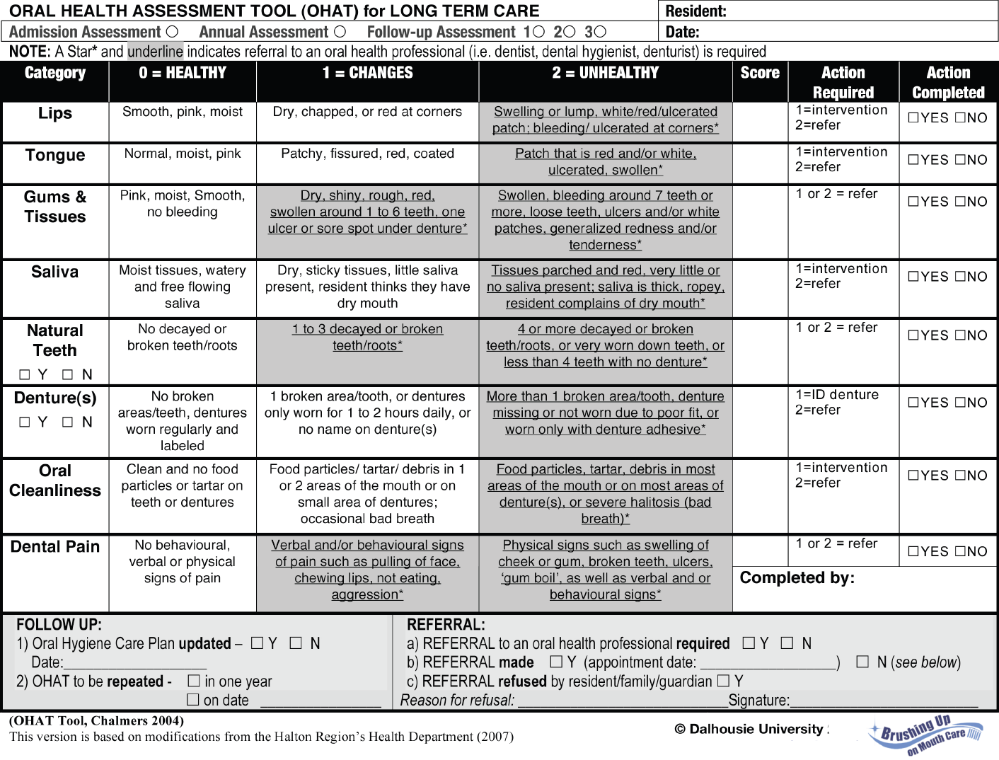 ORAL HEALTH ASSESSMENT TOOL (OHAT) for LONG TERM CARE
Resident:
Admission Assessment ○ Annual Assessment ○ Follow-up Assessment 1○ 2○ 3○
Date:
NOTE: A Star* and underline indicates referral to an oral health professional (i.e. dentist, dental hygienist, denturist) is required
Category
0 = HEALTHY
1 = CHANGES
2 = UNHEALTHY
Score
Action
Required
Action
Completed
Lips
Smooth, pink, moist
Dry, chapped, or red at corners
Swelling or lump, white/red/ulcerated
patch; bleeding/ ulcerated at corners*
1=intervention
2=refer
☐YES ☐NO
Tongue
Normal, moist, pink
Patchy, fissured, red, coated
Patch that is red and/or white,
ulcerated, swollen*
1=intervention
2=refer
☐YES ☐NO
Gums &
Tissues
Pink, moist, Smooth,
no bleeding
Dry, shiny, rough, red,
swollen around 1 to 6 teeth, one
ulcer or sore spot under denture*
Swollen, bleeding around 7 teeth or
more, loose teeth, ulcers and/or white
patches, generalized redness and/or
tenderness*
1 or 2 = refer
☐YES ☐NO
Saliva
Moist tissues, watery
and free flowing
saliva
Dry, sticky tissues, little saliva
present, resident thinks they have
dry mouth
Tissues parched and red, very little or
no saliva present; saliva is thick, ropey,
resident complains of dry mouth*
1=intervention
2=refer
☐YES ☐NO
Natural
Teeth
☐ Y ☐ N
No decayed or
broken teeth/roots
1 to 3 decayed or broken
teeth/roots*
4 or more decayed or broken
teeth/roots, or very worn down teeth, or
less than 4 teeth with no denture*
1 or 2 = refer
☐YES ☐NO
Denture(s)
☐ Y ☐ N
No broken
areas/teeth, dentures
worn regularly and
labeled
1 broken area/tooth, or dentures
only worn for 1 to 2 hours daily, or
no name on denture(s)
More than 1 broken area/tooth, denture
missing or not worn due to poor fit, or
worn only with denture adhesive*
1=ID denture
2=refer
☐YES ☐NO
Oral
Cleanliness
Clean and no food
particles or tartar on
teeth or dentures
Food particles/ tartar/ debris in 1
or 2 areas of the mouth or on
small area of dentures;
occasional bad breath
Food particles, tartar, debris in most
areas of the mouth or on most areas of
denture(s), or severe halitosis (bad
breath)*
1=intervention
2=refer
☐YES ☐NO
Dental Pain
No behavioural,
verbal or physical
signs of pain
Verbal and/or behavioural signs
of pain such as pulling of face,
chewing lips, not eating,
aggression*
Physical signs such as swelling of
cheek or gum, broken teeth, ulcers,
‘gum boil’, as well as verbal and or
behavioural signs*
1 or 2 = refer
☐YES ☐NO
Completed by:
FOLLOW UP:
1) Oral Hygiene Care Plan updated – ☐ Y ☐ N
Date:___________________
2) OHAT to be repeated - ☐ in one year
☐ on date ________________
REFERRAL:
a) REFERRAL to an oral health professional required ☐ Y ☐ N
b) REFERRAL made ☐ Y (appointment date: __________________) ☐ N (see below)
c) REFERRAL refused by resident/family/guardian ☐ Y
Reason for refusal: ____________________________Signature:_________________________
(OHAT Tool, Chalmers 2004)
This version is based on modifications from the Halton Region’s Health Department (2007)
© Dalhousie University
Brushing Up
on Mouth Care